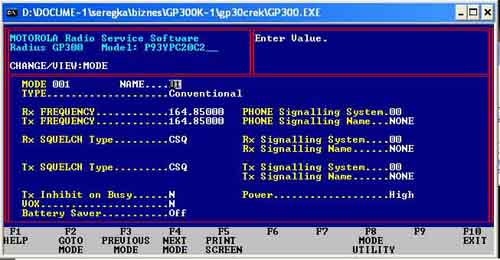 D:\DOCUME~1\seregka\biznes\GP300K~1\gp30crek\GP300.EXE
MOTOROLA Radio Service Software
Radius GP300 Model: P93YPC20C2__
Enter Value.
CHANGE/VIEW:MODE
MODE 001 NAME....
TYPE....................Conventional
Rx FREQUENCY............164.85000 PHONE Signalling System.00
Tx FREQUENCY............164.85000 PHONE Signalling Name...NONE
Rx SQUELCH Type.........CSQ Rx Signalling System....00
Rx Signalling Name......NONE
Tx SQUELCH Type.........CSQ Tx Signalling System....00
Tx Signalling Name......NONE
Tx Inhibit on Busy......N Power...................High
VOX.....................N
Battery Saver...........Off
F1 F2 F3 F4 F5 F6 F7 F8 F9 F10
HELP GOTO PREVIOUS NEXT PRINT MODE EXIT
MODE MODE MODE SCREEN UTILITY